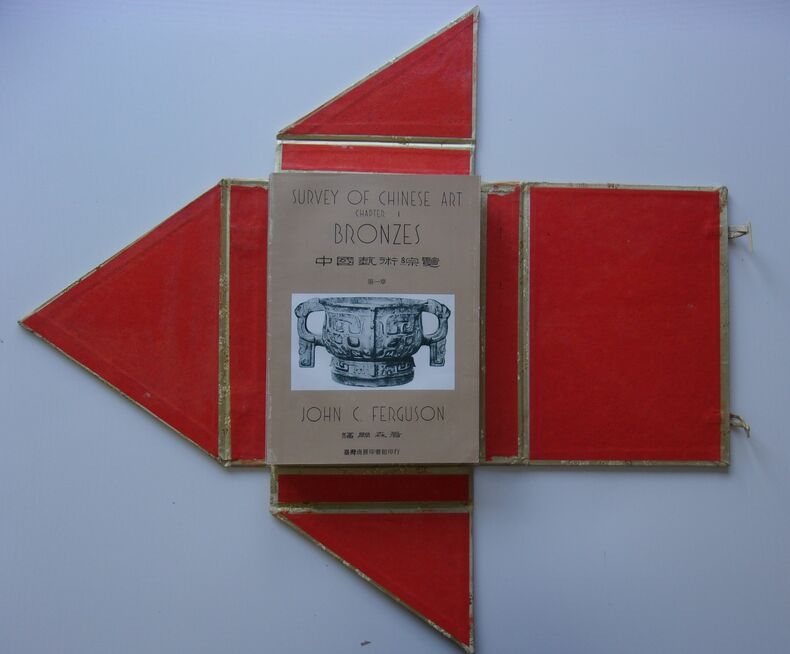 SURVEY OF CHINESE ART
CHAPTER I
BRONZES
中國藝術綜覽
第一章
JOHN C. FERGUSON
福開森著
臺灣商務印書館印行